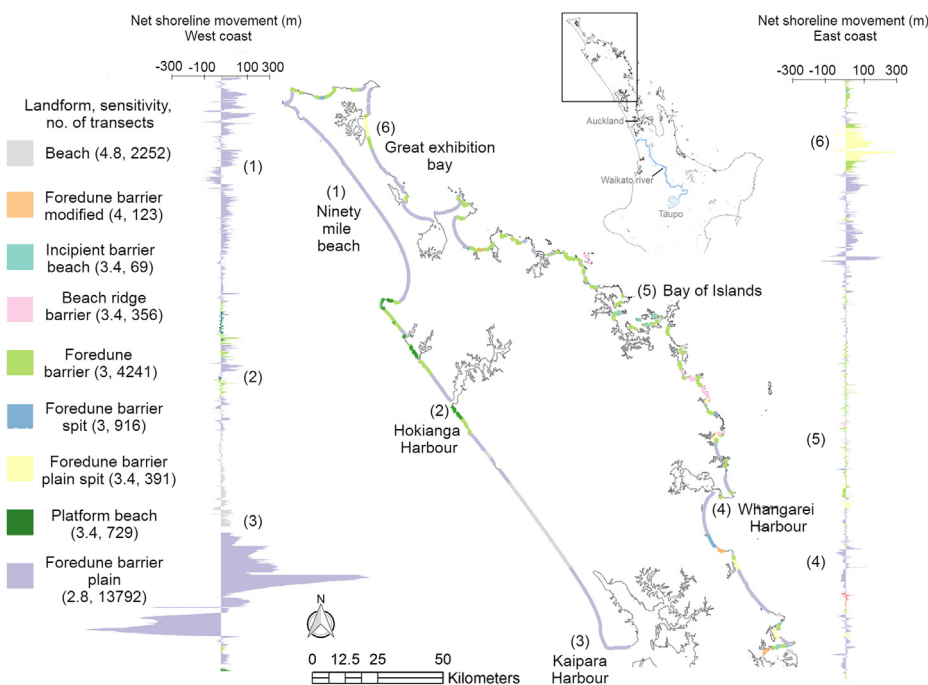 Net shoreline movement (m)
West coast
-300 -100 100 300
Net shoreline movement (m)
East coast
-300 -100 100 300
Landform, sensitivity,
no. of transects
Beach (4.8, 2252)
Foredune barrier
modified (4, 123)
Incipient barrier
beach (3.4, 69)
Beach ridge
barrier (3.4, 356)
Foredune
barrier (3, 4241)
Foredune barrier
spit (3, 916)
Foredune barrier
plain spit (3.4, 391)
Platform beach
(3.4, 729)
Foredune barrier
plain
(2.8, 13792)
(1)
(2)
(3)
(6)
Great exhibition
bay
(1)
Ninety
mile
beach
(5) Bay of Islands
(2)
Hokianga
Harbour
(4) Whangarei
Harbour
(3)
Kaipara
Harbour
N
0 12.5 25 50
Kilometers
Auckland
Waikato river
Taupo
(6)
(5)
(4)